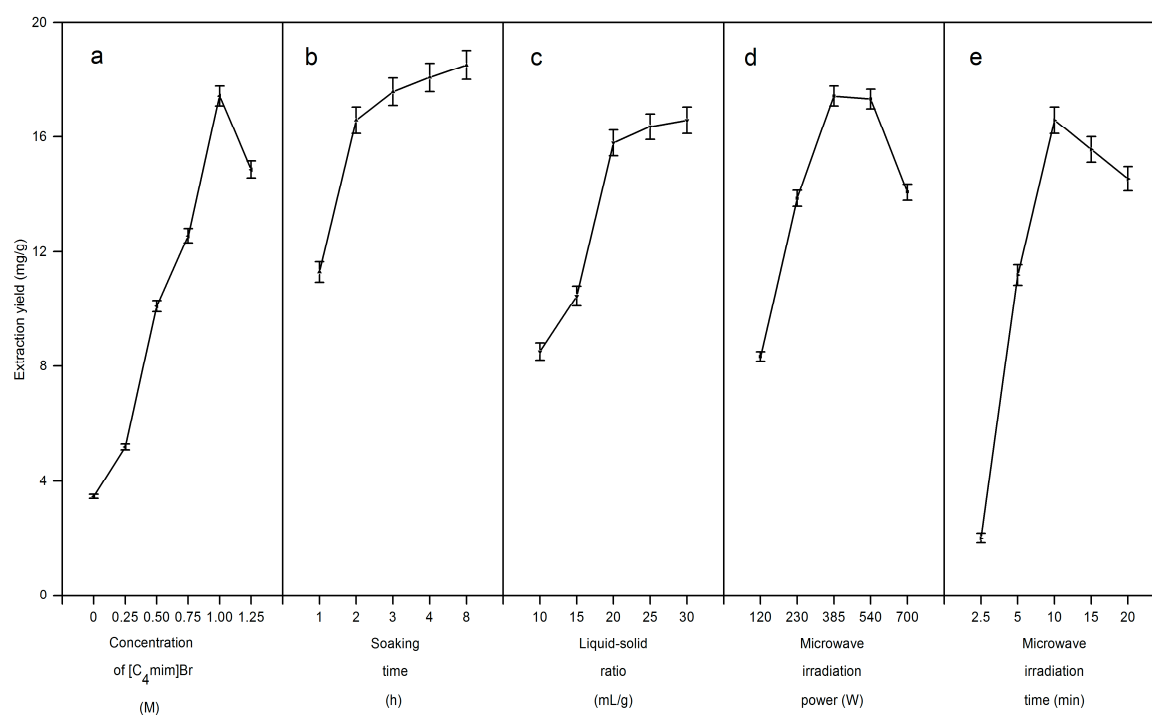 a b c d e
Extraction yield (mg/g)
20
16
12
8
4
0
0 0.25 0.50 0.75 1.00 1.25
Concentration
of [C4mim]Br
(M)
1 2 3 4 8
Soaking
time
(h)
10 15 20 25 30
Liquid-solid
ratio
(mL/g)
120 230 385 540 700
Microwave
irradiation
power (W)
2.5 5 10 15 20
Microwave
irradiation
time (min)